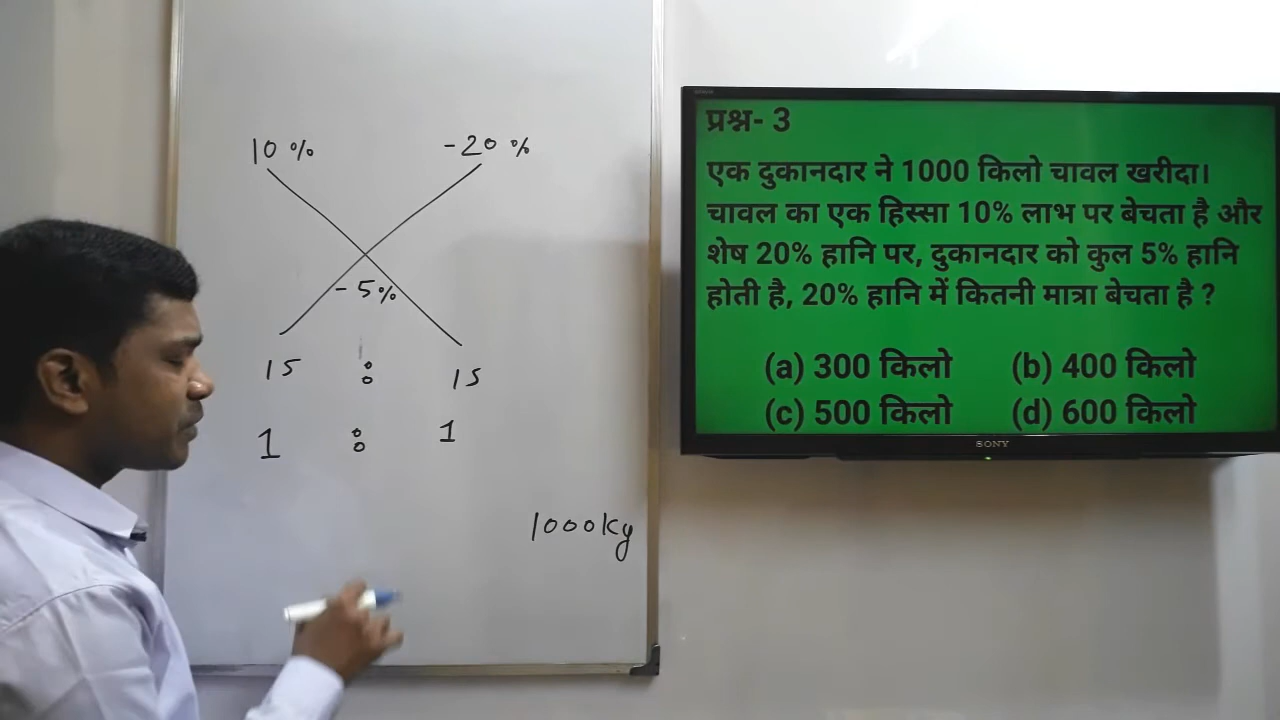 10 % -20 %
- 5%
15 : 15
1 : 1
1000kg
प्रश्न- 3
एक दुकानदार ने 1000 किलो चावल खरीदा।
चावल का एक हिस्सा 10% लाभ पर बेचता है और
शेष 20% हानि पर, दुकानदार को कुल 5% हानि
होती है, 20% हानि में कितनी मात्रा बेचता है ?
(a) 300 किलो (b) 400 किलो
(c) 500 किलो (d) 600 किलो
SONY